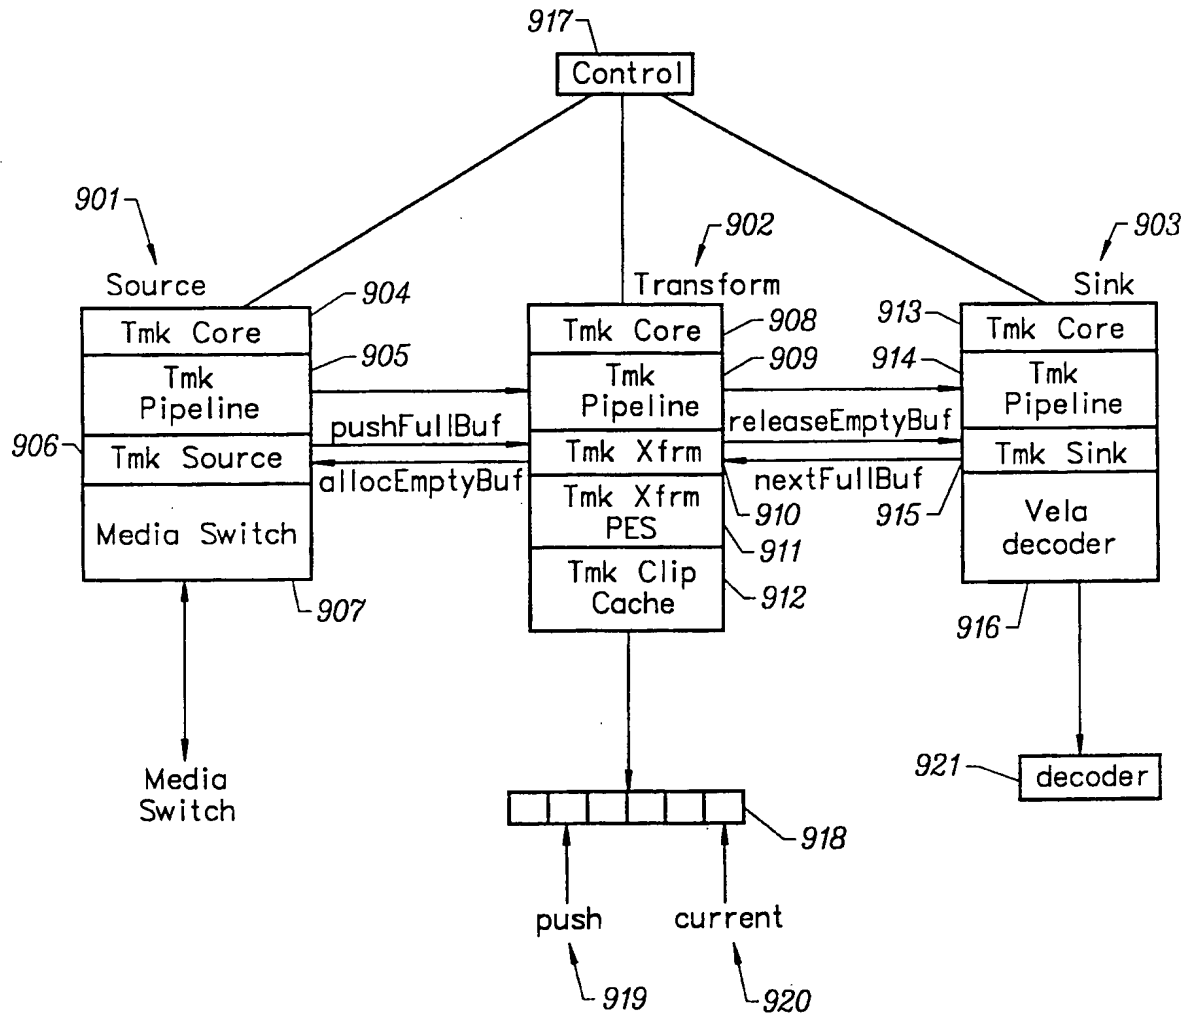 917
Control
901
902
903
Source
Transform
Sink
904
908
913
Tmk Core
Tmk Core
Tmk Core
905
909
914
Tmk
Pipeline
Tmk
Pipeline
Tmk
Pipeline
906
pushFullBuf
releaseEmptyBuf
Tmk Source
Tmk Xfrm
Tmk Sink
allocEmptyBuf
nextFullBuf
910
915
Media Switch
Tmk Xfrm
PES
Vela
decoder
911
Tmk Clip
Cache
912
907
916
Media
Switch
921
decoder
918
push
current
919
920